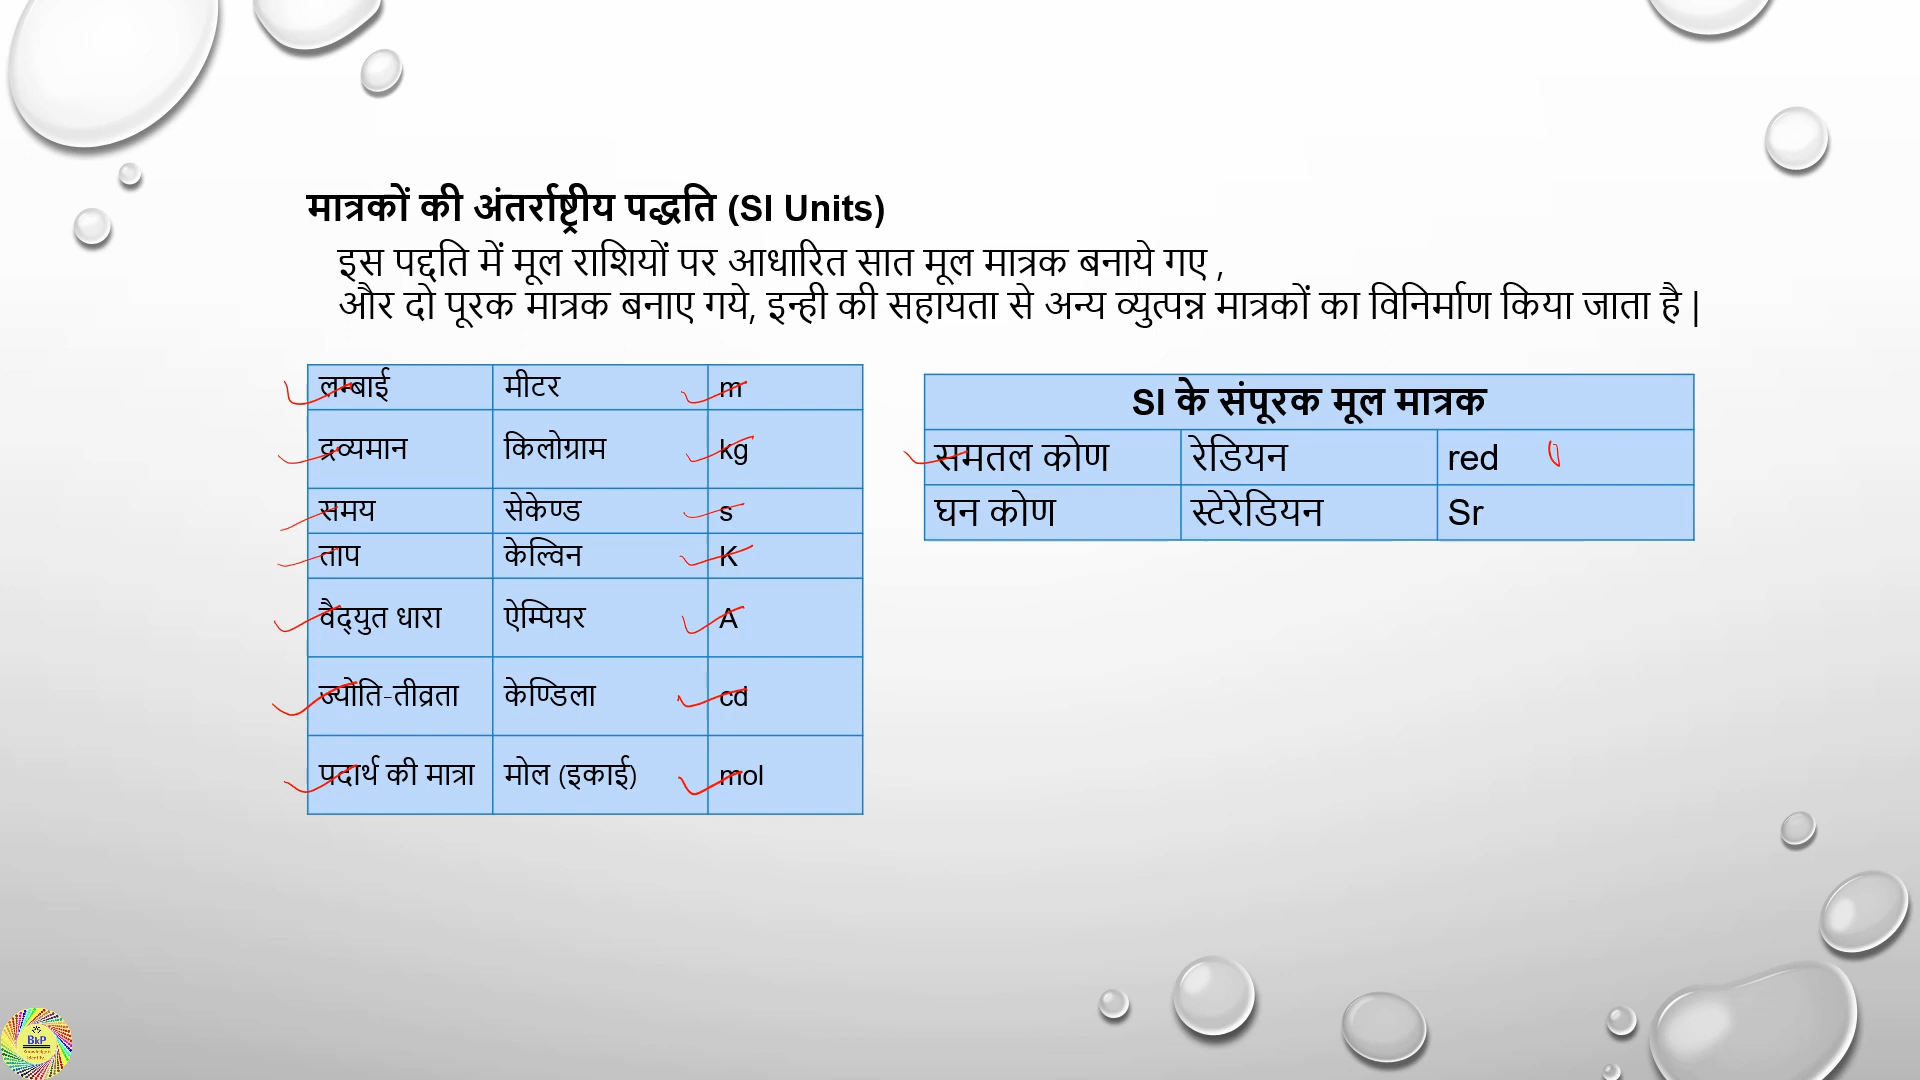 मात्रकों की अंतर्राष्ट्रीय पद्धति (SI Units)
इस पद्दति में मूल राशियों पर आधारित सात मूल मात्रक बनाये गए ,
और दो पूरक मात्रक बनाए गये, इन्ही की सहायता से अन्य व्युत्पन्न मात्रकों का विनिर्माण किया जाता है |
लम्बाई मीटर m
द्रव्यमान किलोग्राम kg
समय सेकेण्ड s
ताप केल्विन K
वैद्युत धारा ऐम्पियर A
ज्योति-तीव्रता केण्डिला cd
पदार्थ की मात्रा मोल (इकाई) mol
SI के संपूरक मूल मात्रक
समतल कोण रेडियन red
घन कोण स्टेरेडियन Sr
BkP